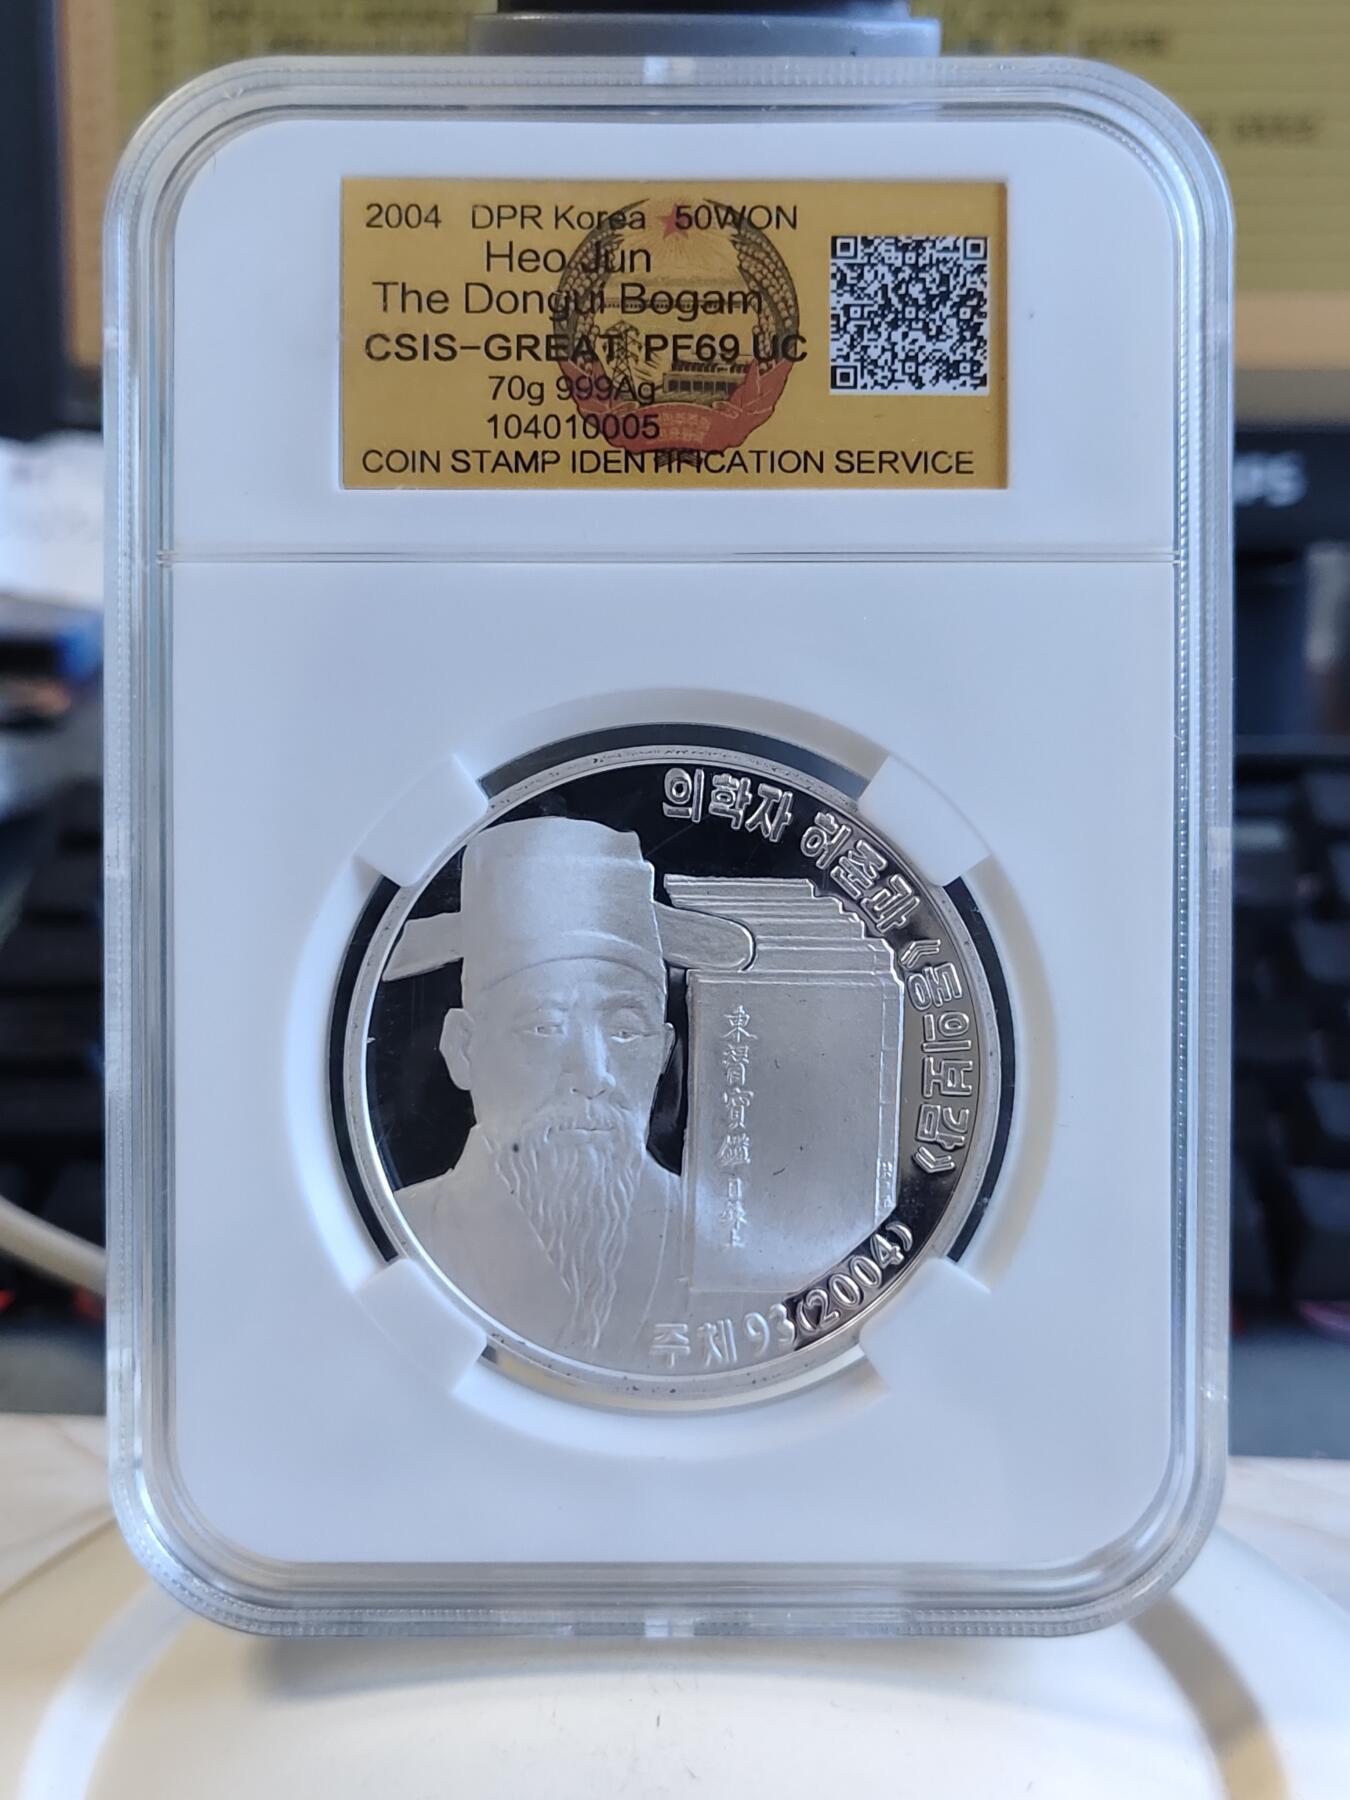 2004 DPR Korea 50WON
Heo Jun
The Dongui Bogam
CSIS-GREAT PF69 UC
70g 999Ag
104010005
COIN STAMP IDENTIFICATION SERVICE
의학자 허준과 《동의보감》
東醫寶鑑
주체93(2004)